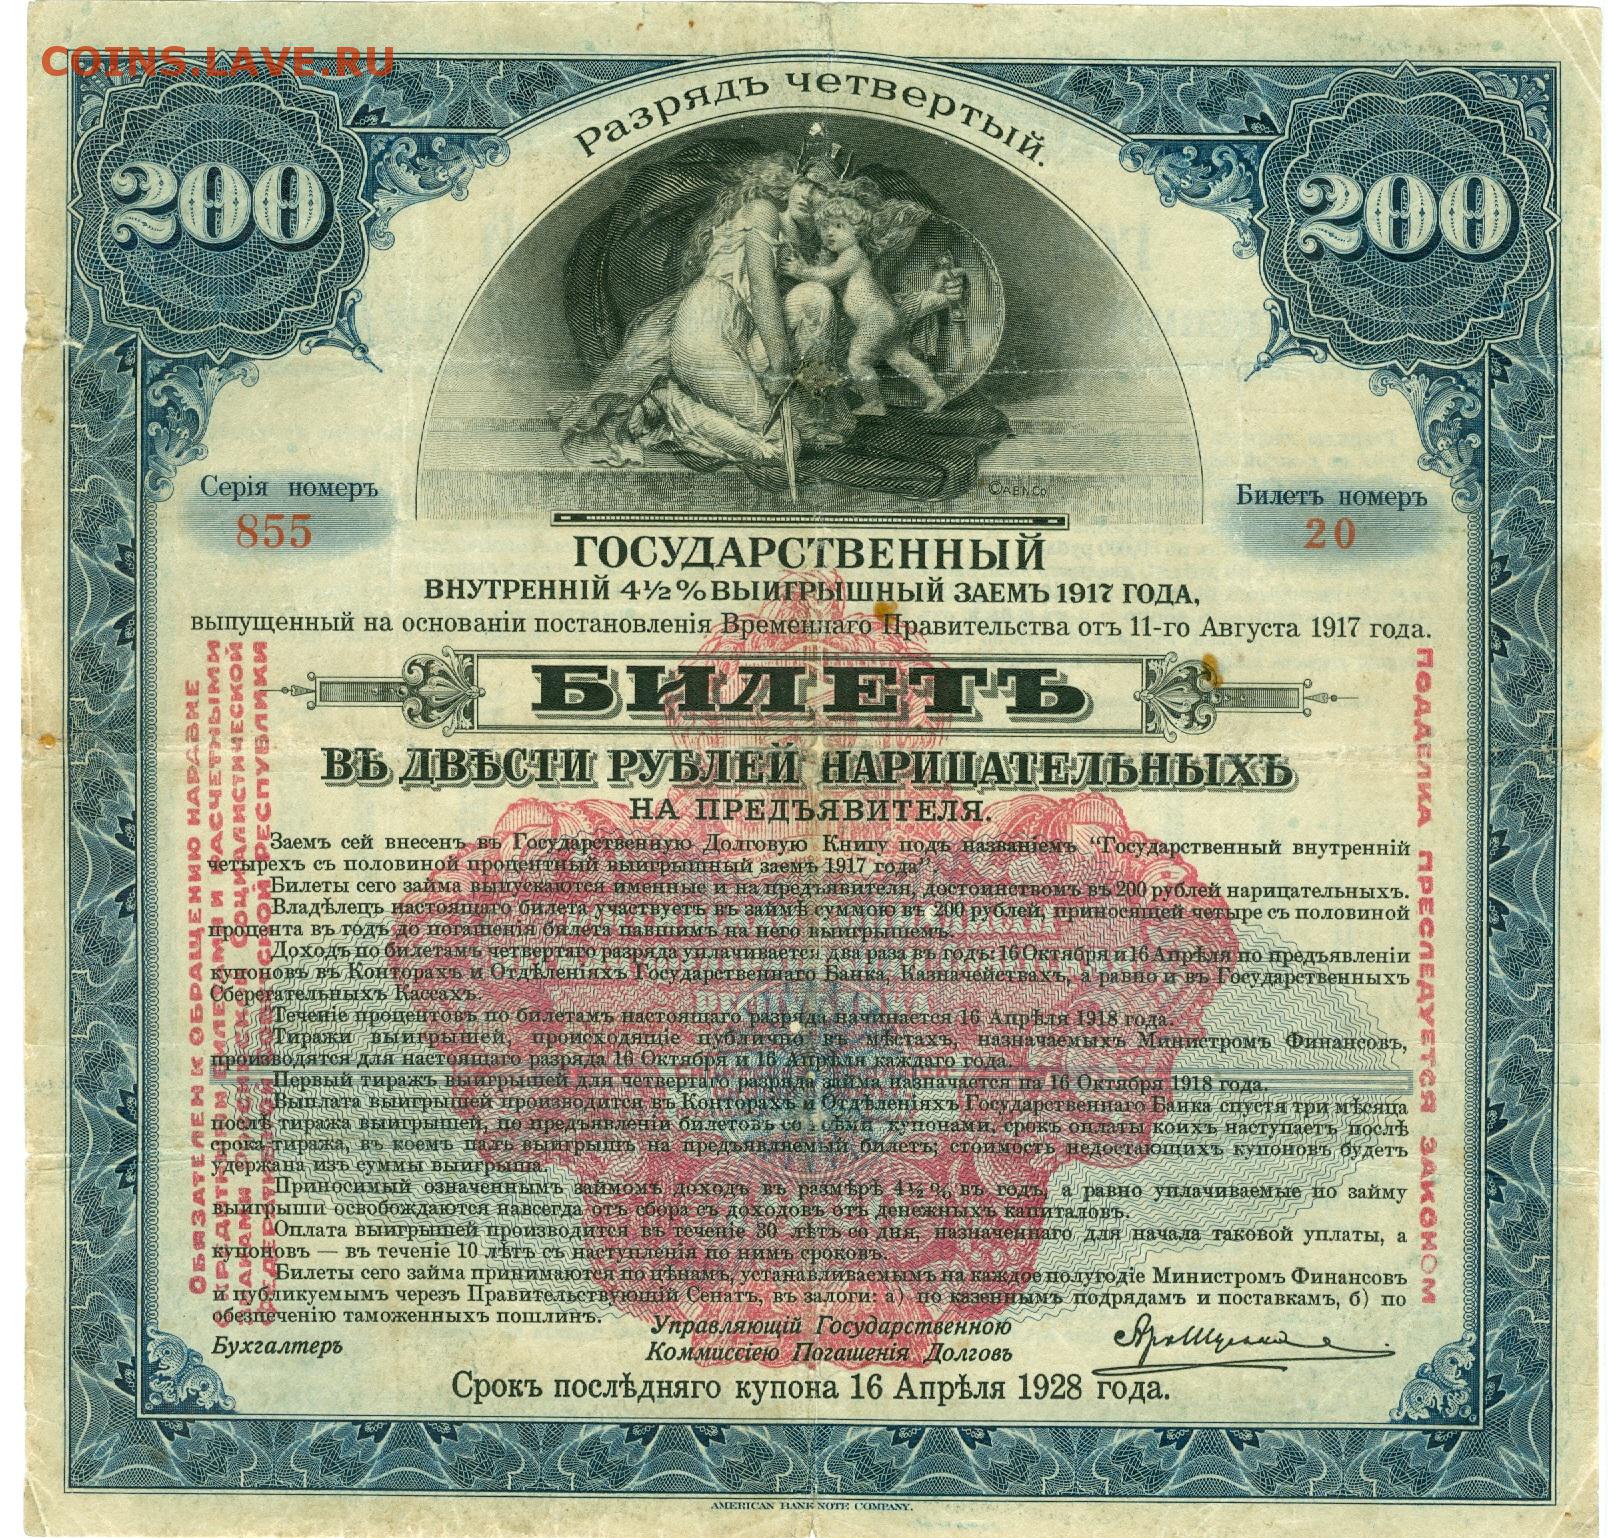 COINS.LAVE.RU
Разрядъ четвертый.
200
200
©A.B.N.Co
Серія номеръ
855
Билетъ номеръ
20
ГОСУДАРСТВЕННЫЙ
ВНУТРЕННІЙ 4½% ВЫИГРЫШНЫЙ ЗАЕМЪ 1917 ГОДА,
выпущенный на основаніи постановленія Временнаго Правительства отъ 11-го Августа 1917 года.
БИЛЕТЪ
ВЪ ДВѢСТИ РУБЛЕЙ НАРИЦАТЕЛЬНЫХЪ
НА ПРЕДЪЯВИТЕЛЯ.
Заемъ сей внесенъ въ Государственную Долговую Книгу подъ названіемъ "Государственный внутренній
четырехъ съ половиной процентный выигрышный заемъ 1917 года"
Билеты сего займа выпускаются именные и на предъявителя, достоинствомъ въ 200 рублей нарицательныхъ.
Владѣлецъ настоящаго билета участвуетъ въ займѣ суммою въ 200 рублей, приносящей четыре съ половиной
процента въ годъ до погашенія билета павшимъ на него выигрышемъ.
Доходъ по билетамъ четвертаго разряда уплачивается два раза въ годъ: 16 Октября и 16 Апрѣля по предъявленіи
купоновъ въ Конторахъ и Отдѣленіяхъ Государственнаго Банка, Казначействахъ, а равно и въ Государственныхъ
Сберегательныхъ Кассахъ.
Теченіе процентовъ по билетамъ настоящаго разряда начинается 16 Апрѣля 1918 года.
Тиражи выигрышей, происходящіе публично въ мѣстахъ, назначаемыхъ Министромъ Финансовъ,
производятся для настоящаго разряда 16 Октября и 16 Апрѣля каждаго года.
Первый тиражъ выигрышей для четвертаго разряда займа назначается на 16 Октября 1918 года.
Выплата выигрышей производится въ Конторахъ и Отдѣленіяхъ Государственнаго Банка спустя три мѣсяца
послѣ тиража выигрышей, по предъявленіи билетовъ со всѣми купонами, срокъ оплаты коихъ наступаетъ послѣ
срока тиража, въ коемъ палъ выигрышъ на предъявляемый билетъ; стоимость недостающихъ купоновъ будетъ
удержана изъ суммы выигрыша.
Приносимый означеннымъ займомъ доходъ въ размѣрѣ 4½% въ годъ, а равно уплачиваемые по займу
выигрыши освобождаются навсегда отъ сбора съ доходовъ отъ денежныхъ капиталовъ.
Оплата выигрышей производится въ теченіе 30 лѣтъ со дня, назначеннаго для начала таковой уплаты, а
купоновъ — въ теченіе 10 лѣтъ съ наступленія по нимъ сроковъ.
Билеты сего займа принимаются по цѣнамъ, устанавливаемымъ на каждое полугодіе Министромъ Финансовъ
и публикуемымъ черезъ Правительствующій Сенатъ, въ залоги: а) по казеннымъ подрядамъ и поставкамъ, б) по
обезпеченію таможенныхъ пошлинъ.
Бухгалтеръ
Управляющій Государственною
Коммиссіею Погашенія Долговъ
Срокъ послѣдняго купона 16 Апрѣля 1928 года.
AMERICAN BANK NOTE COMPANY.
ОБЯЗАТЕЛЕН К ОБРАЩЕНИЮ НАРАВНЕ
С КРЕДИТНЫМИ БИЛЕТАМИ И РАСЧЕТНЫМИ
ЗНАКАМИ РОССИЙСКОЙ СОЦИАЛИСТИЧЕСКОЙ
ФЕДЕРАТИВНОЙ СОВЕТСКОЙ РЕСПУБЛИКИ
ПОДДЕЛКА ПРЕСЛЕДУЕТСЯ ЗАКОНОМ